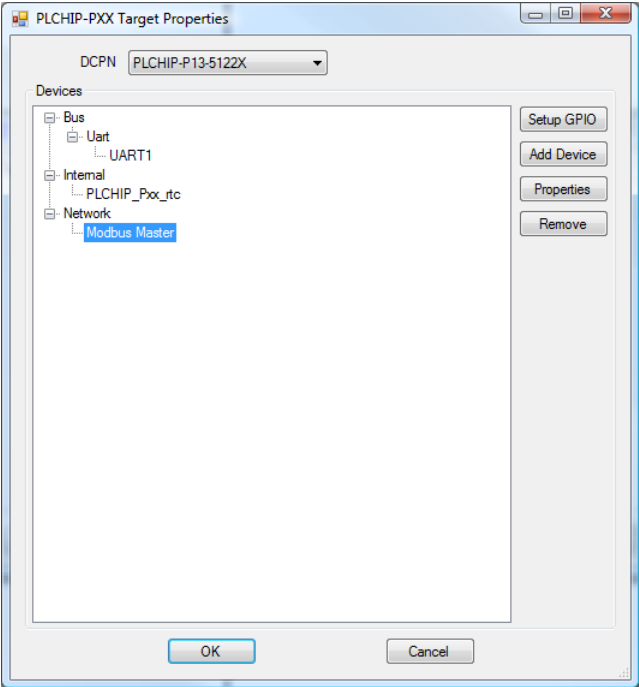 PLCHIP-PXX Target Properties
DCPN PLCHIP-P13-5122X
Devices
Bus
Uart
UART1
Internal
PLCHIP_Pxx_rtc
Network
Modbus Master
Setup GPIO
Add Device
Properties
Remove
OK Cancel